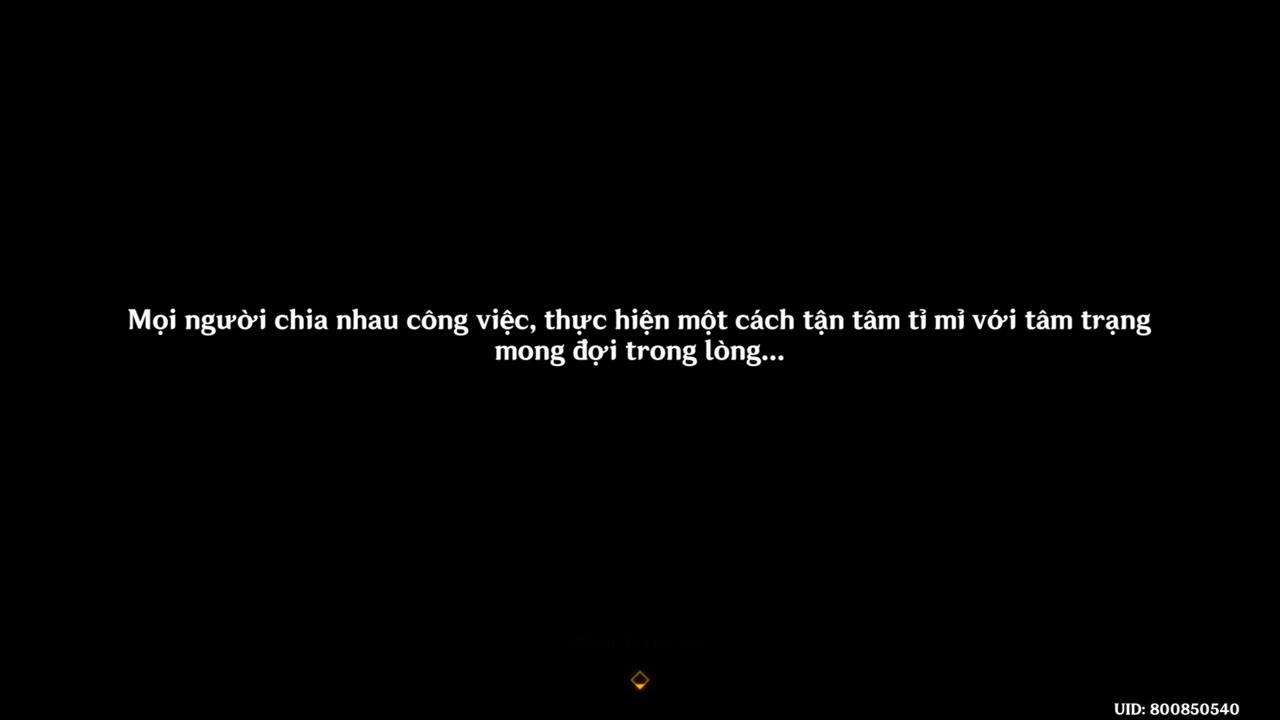 Mọi người chia nhau công việc, thực hiện một cách tận tâm tỉ mỉ với tâm trạng
mong đợi trong lòng...
UID: 800850540